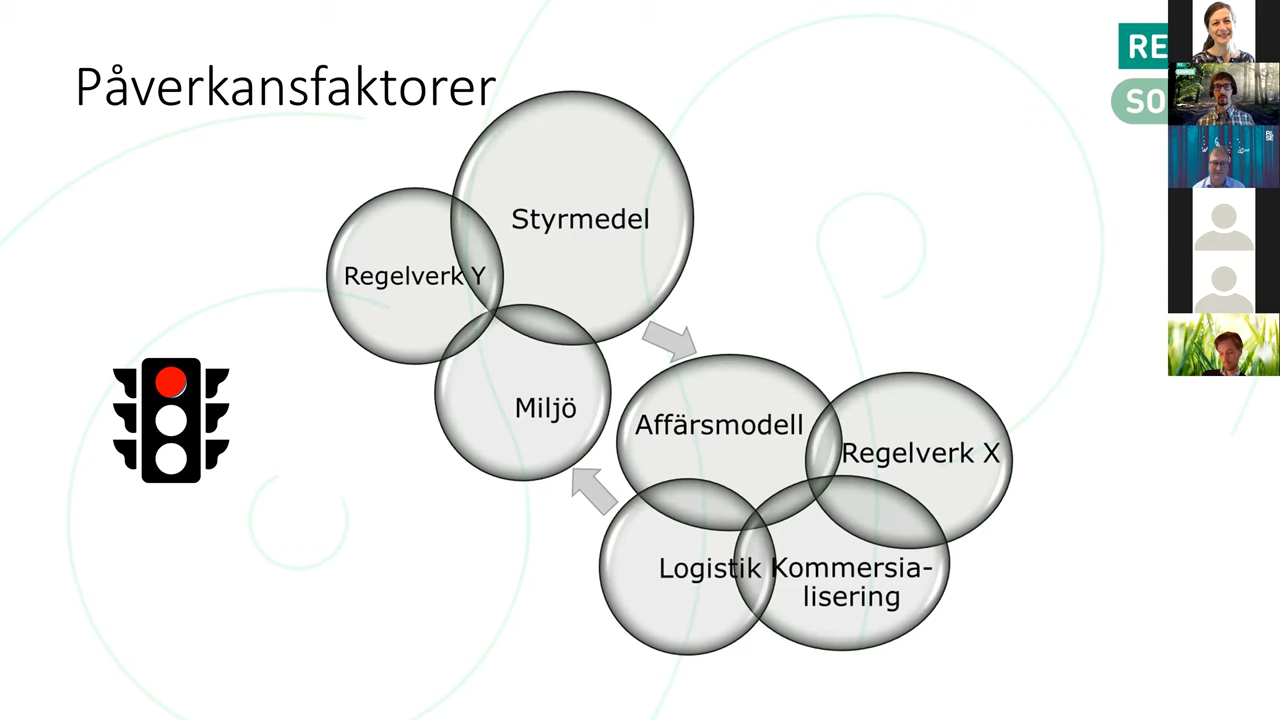 Påverkansfaktorer
RE
SO
Styrmedel
Regelverk Y
Miljö
Affärsmodell
Regelverk X
Logistik
Kommersia-
lisering